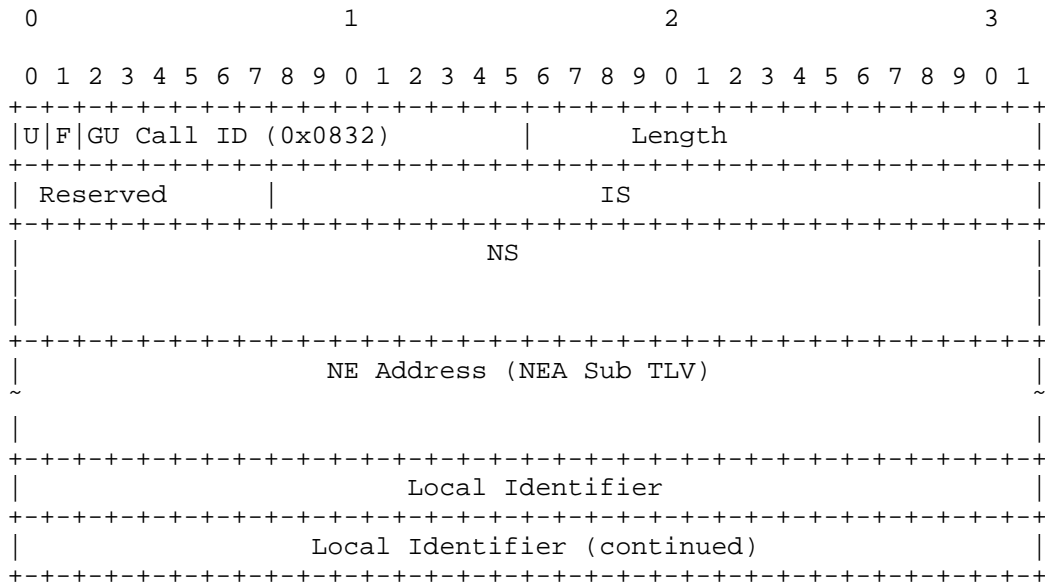 0                   1                   2                   3
0 1 2 3 4 5 6 7 8 9 0 1 2 3 4 5 6 7 8 9 0 1 2 3 4 5 6 7 8 9 0 1
+-+-+-+-+-+-+-+-+-+-+-+-+-+-+-+-+-+-+-+-+-+-+-+-+-+-+-+-+-+-+-+-+
|U|F|GU Call ID (0x0832)        |      Length                   |
+-+-+-+-+-+-+-+-+-+-+-+-+-+-+-+-+-+-+-+-+-+-+-+-+-+-+-+-+-+-+-+-+
| Reserved      |                    IS                         |
+-+-+-+-+-+-+-+-+-+-+-+-+-+-+-+-+-+-+-+-+-+-+-+-+-+-+-+-+-+-+-+-+
|                             NS                                |
|                                                               |
|                                                               |
+-+-+-+-+-+-+-+-+-+-+-+-+-+-+-+-+-+-+-+-+-+-+-+-+-+-+-+-+-+-+-+-+
|                   NE Address (NEA Sub TLV)                    |
~                                                               ~
|                                                               |
+-+-+-+-+-+-+-+-+-+-+-+-+-+-+-+-+-+-+-+-+-+-+-+-+-+-+-+-+-+-+-+-+
|                        Local Identifier                       |
+-+-+-+-+-+-+-+-+-+-+-+-+-+-+-+-+-+-+-+-+-+-+-+-+-+-+-+-+-+-+-+-+
|                  Local Identifier (continued)                 |
+-+-+-+-+-+-+-+-+-+-+-+-+-+-+-+-+-+-+-+-+-+-+-+-+-+-+-+-+-+-+-+-+